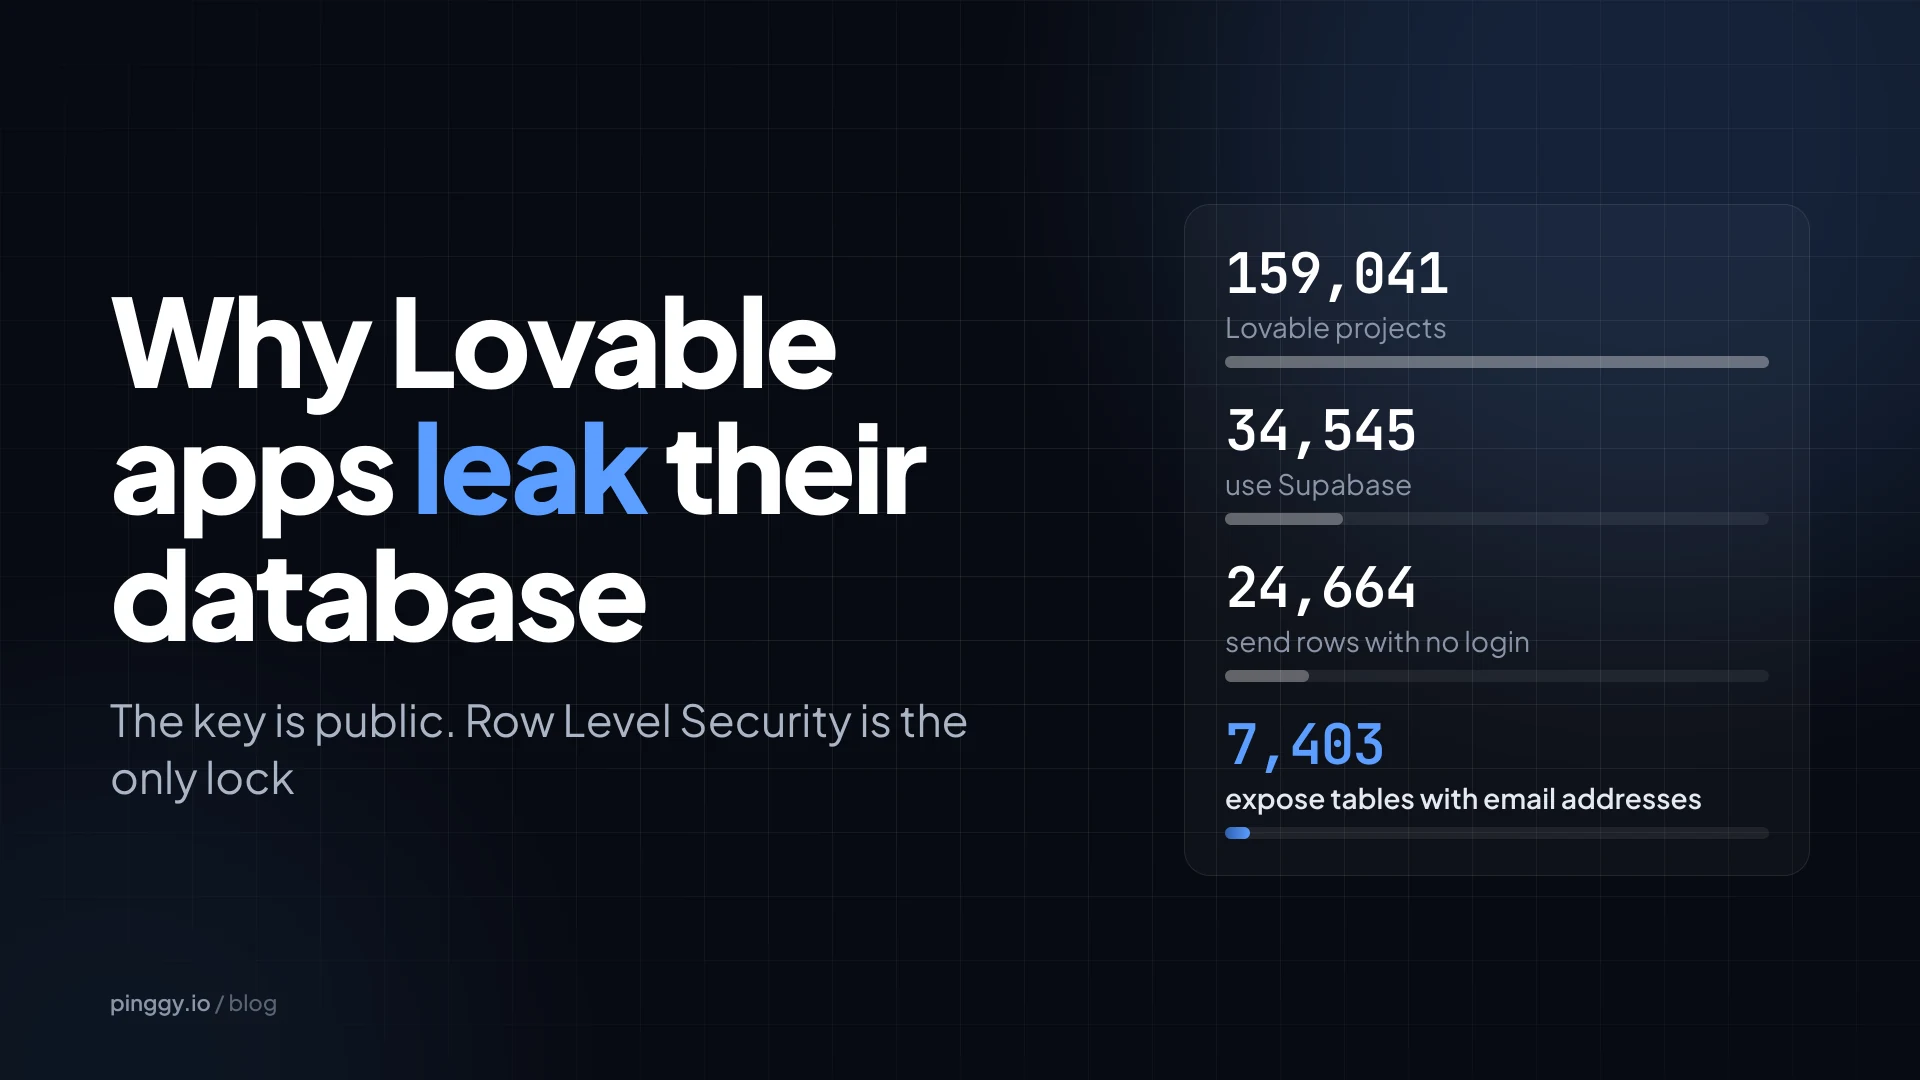 Why Lovable
apps leak their
database
The key is public. Row Level Security is the
only lock
pinggy.io / blog
159,041
Lovable projects
34,545
use Supabase
24,664
send rows with no login
7,403
expose tables with email addresses